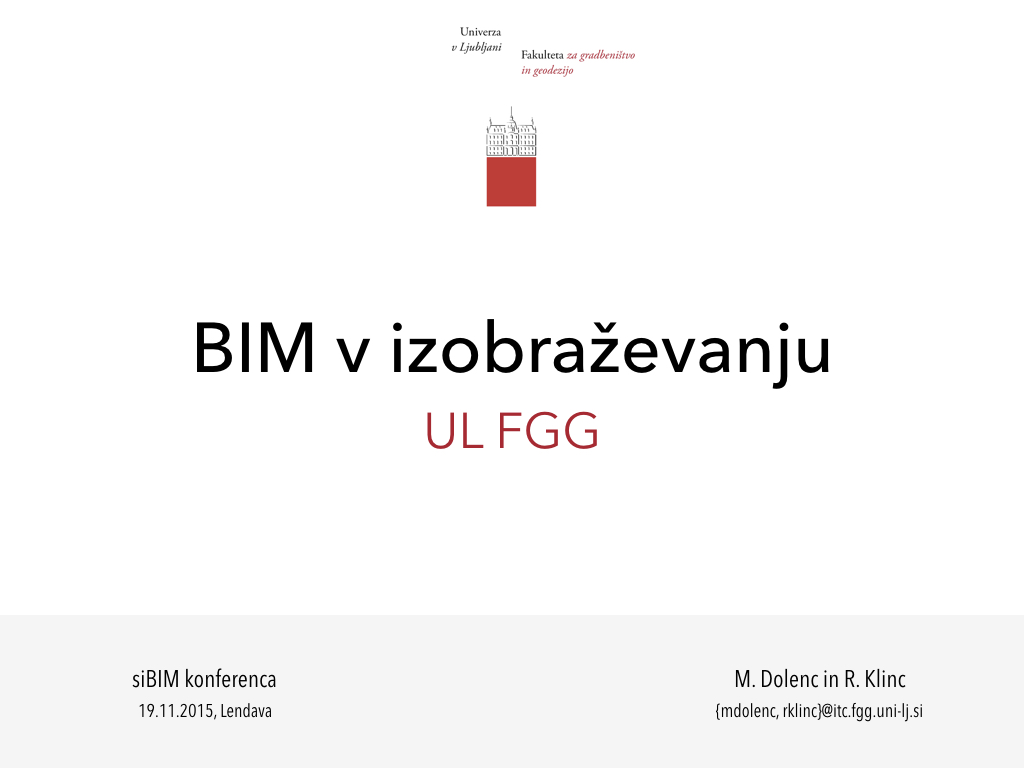 Univerza
v Ljubljani
Fakulteta za gradbeništvo
in geodezijo
BIM v izobraževanju
UL FGG
siBIM konferenca
19.11.2015, Lendava
M. Dolenc in R. Klinc
{mdolenc, rklinc}@itc.fgg.uni-lj.si